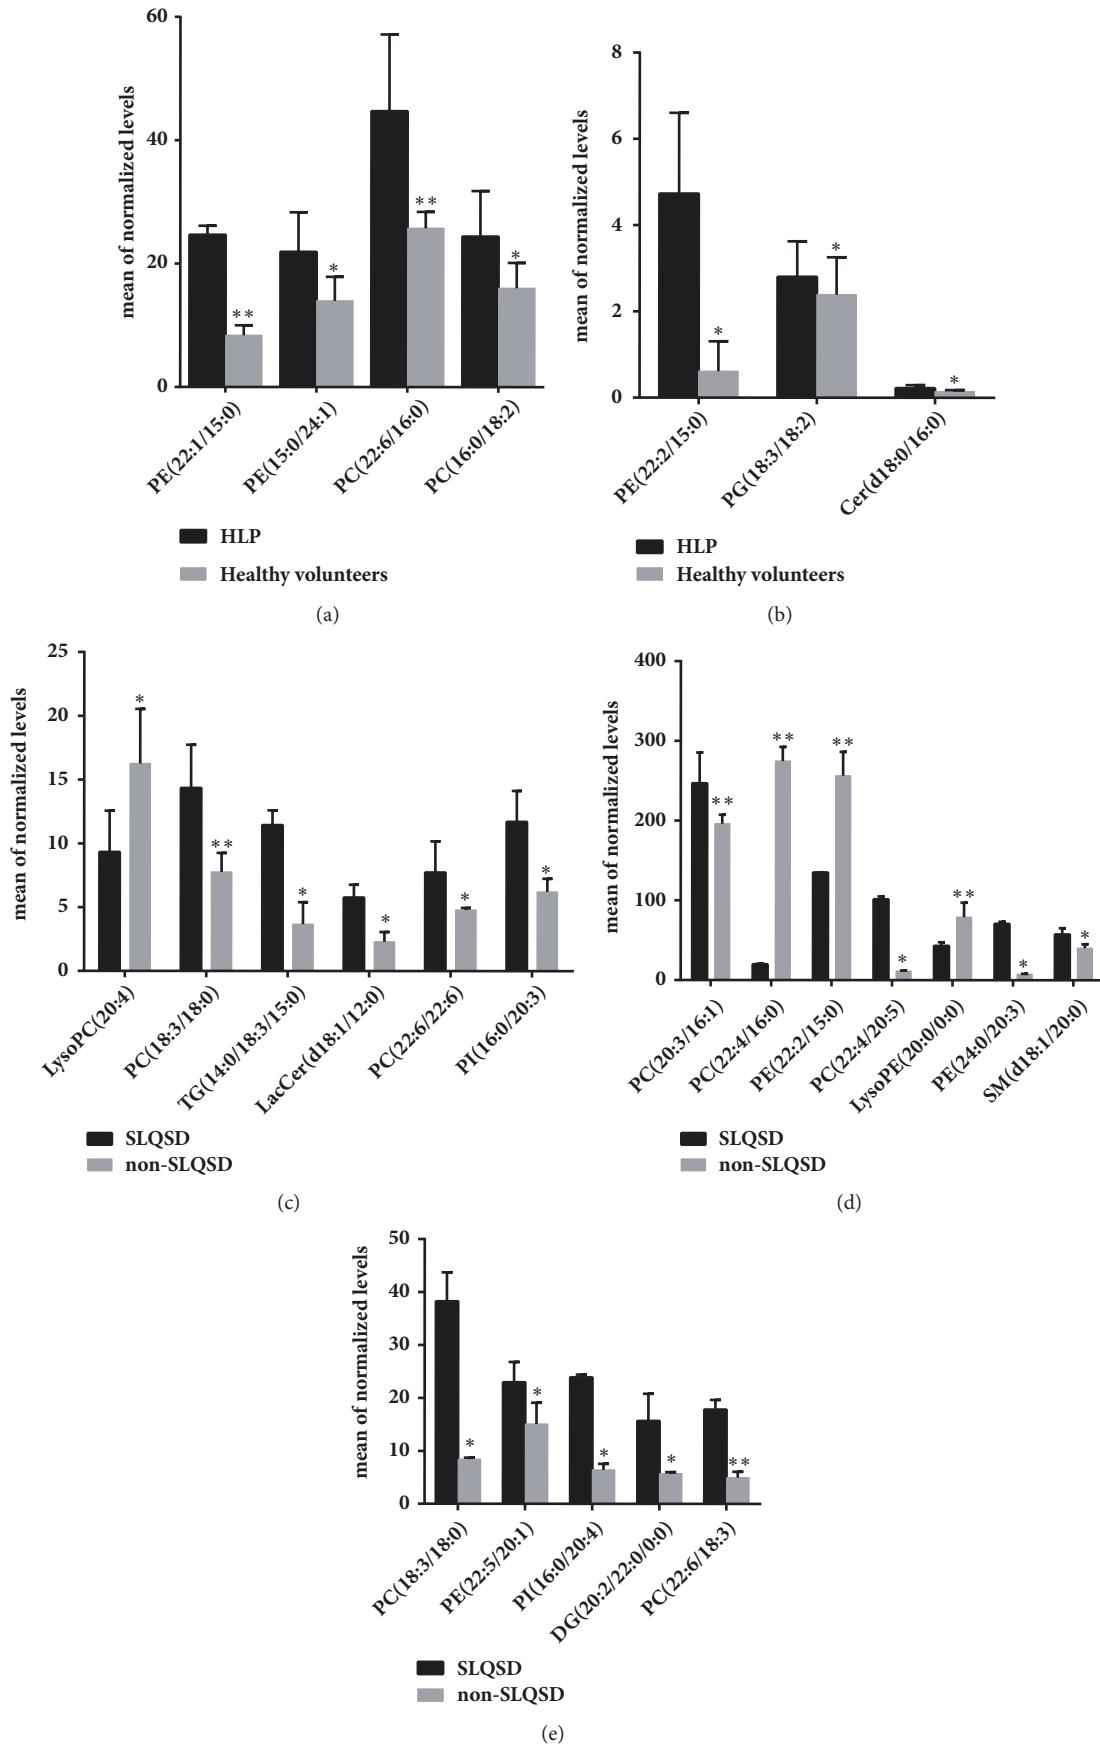 60
40
20
0
mean of normalized levels
**
*
**
*
PE(22:1/15:0)
PE(15:0/24:1)
PC(22:6/16:0)
PC(16:0/18:2)
HLP
Healthy volunteers
(a)
8
6
4
2
0
mean of normalized levels
*
*
*
PE(22:2/15:0)
PG(18:3/18:2)
Cer(d18:0/16:0)
HLP
Healthy volunteers
(b)
25
20
15
10
5
0
mean of normalized levels
*
**
*
*
*
*
LysoPC(20:4)
PC(18:3/18:0)
TG(14:0/18:3/15:0)
LacCer(d18:1/12:0)
PC(22:6/22:6)
PI(16:0/20:3)
SLQSD
non-SLQSD
(c)
400
300
200
100
0
mean of normalized levels
**
**
**
*
**
*
*
PC(20:3/16:1)
PC(22:4/16:0)
PE(22:2/15:0)
PC(22:4/20:5)
LysoPE(20:0/0:0)
PE(24:0/20:3)
SM(d18:1/20:0)
SLQSD
non-SLQSD
(d)
50
40
30
20
10
0
mean of normalized levels
*
*
*
*
**
PC(18:3/18:0)
PE(22:5/20:1)
PI(16:0/20:4)
DG(20:2/22:0/0:0)
PC(22:6/18:3)
SLQSD
non-SLQSD
(e)